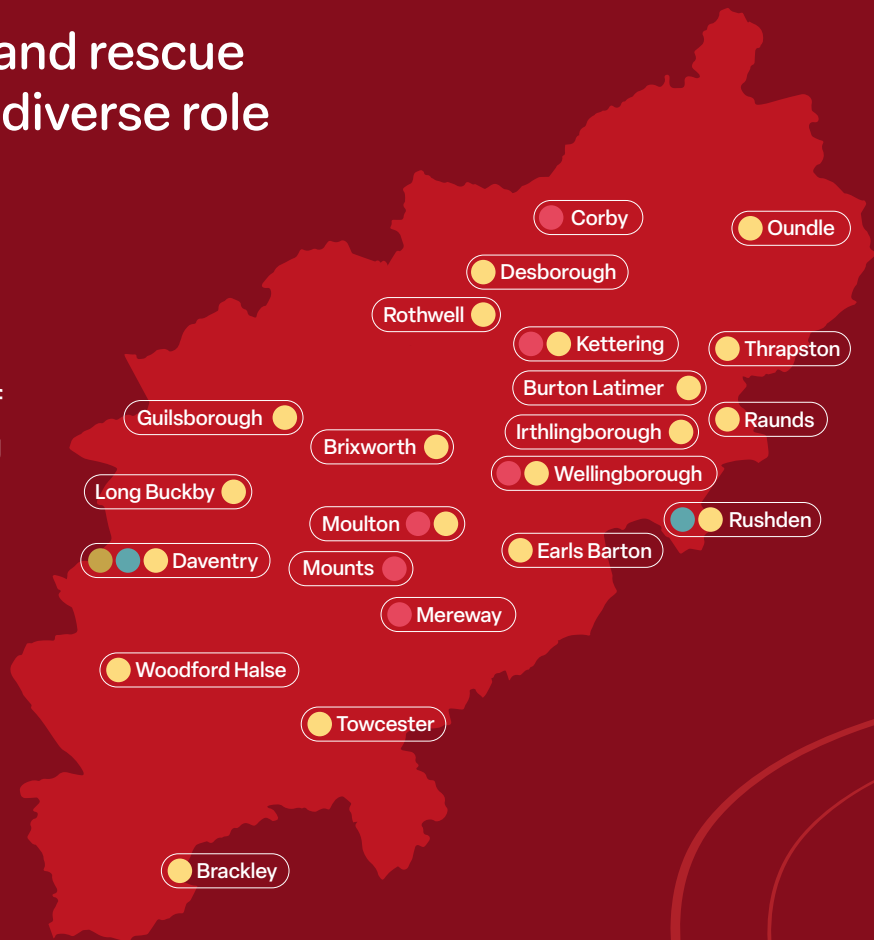 and rescue
diverse role
Corby
Oundle
Desborough
Rothwell
Kettering
Thrapston
Burton Latimer
Guilsborough
Raunds
Irthlingborough
Brixworth
Wellingborough
Long Buckby
Rushden
Moulton
Earls Barton
Daventry
Mounts
Mereway
Woodford Halse
Towcester
Brackley